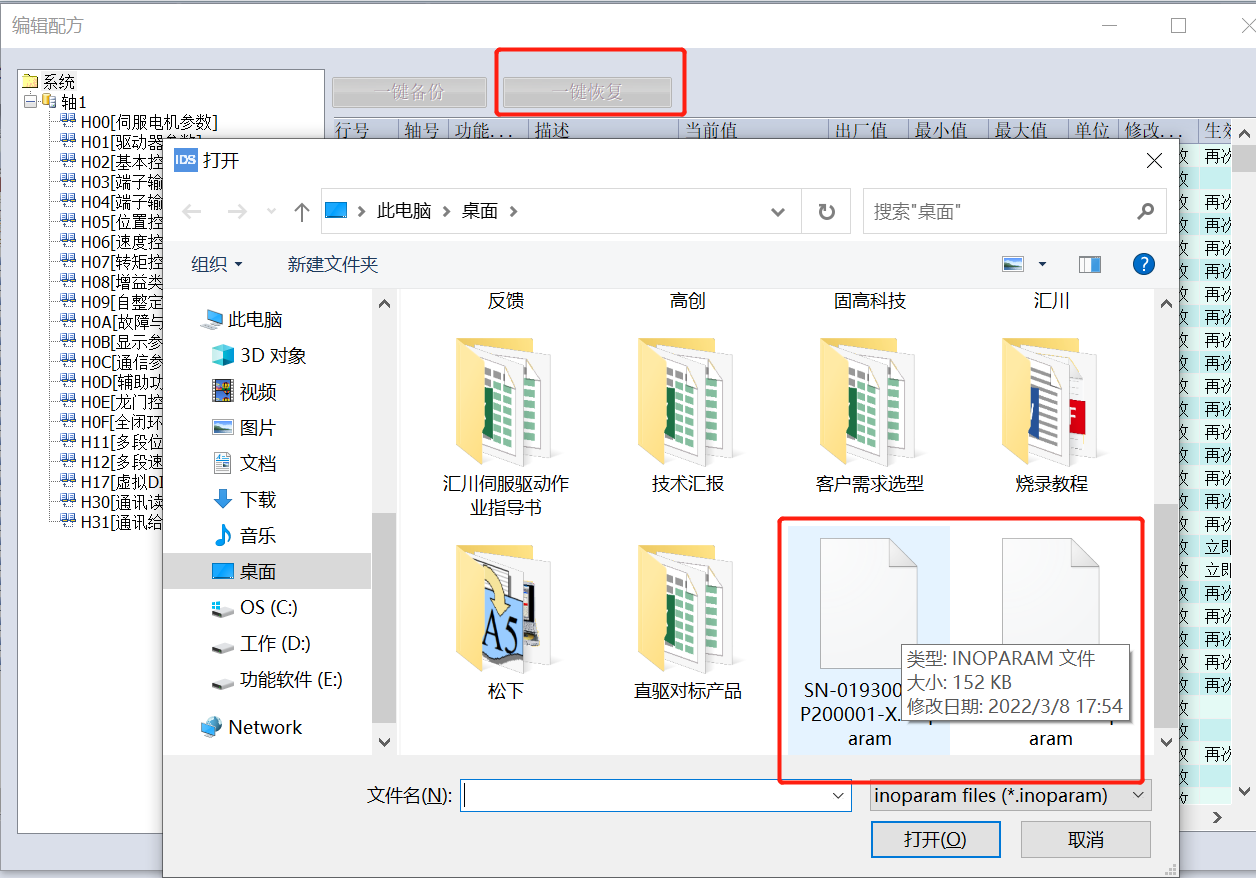 编辑配方
系统
轴1
H00[伺服电机参数]
H01[驱动器参数]
H02[基本控
H03[端子输
H04[端子输
H05[位置控
H06[速度控
H07[转矩控
H08[增益类
H09[自整定
H0A[故障与
H0B[显示参
H0C[通信参
H0D[辅助功
H0E[龙门控
H0F[全闭环
H11[多段位
H12[多段速
H17[虚拟DI
H30[通讯读
H31[通讯给
一键备份
一键恢复
行号 轴号 功能... 描述 当前值 出厂值 最小值 最大值 单位 修改... 生效
IDS 打开
此电脑 桌面
搜索"桌面"
组织 新建文件夹
此电脑
3D 对象
视频
图片
文档
下载
音乐
桌面
OS (C:)
工作 (D:)
功能软件 (E:)
Network
反馈 高创 固高科技 汇川
汇川伺服驱动作
业指导书
技术汇报
客户需求选型
烧录教程
松下
直驱对标产品
SN-019300
P200001-X.
aram
aram
类型: INOPARAM 文件
大小: 152 KB
修改日期: 2022/3/8 17:54
文件名(N):
inoparam files (*.inoparam)
打开(O) 取消